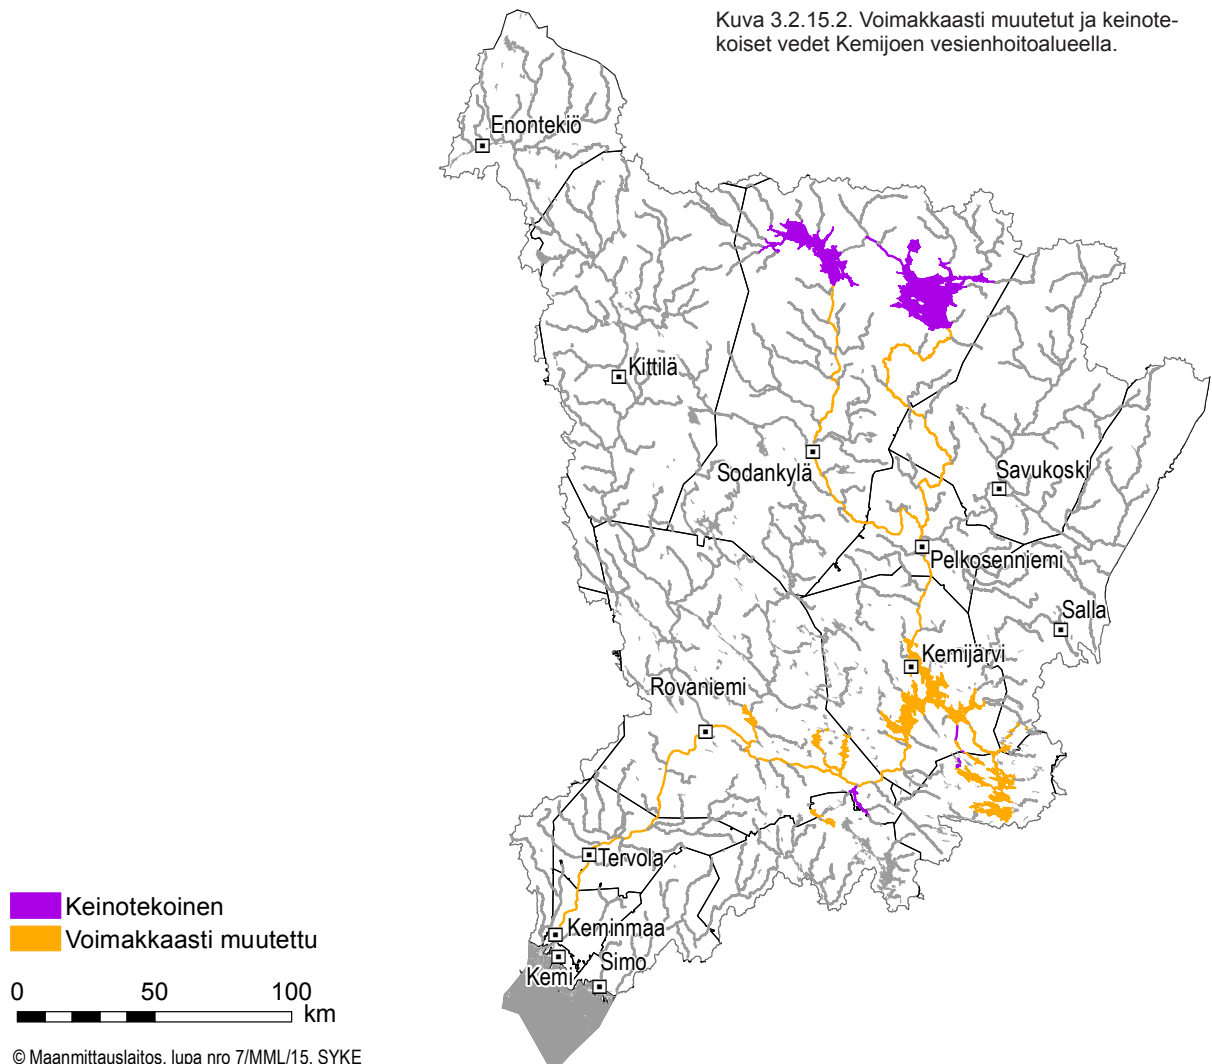 Kuva 3.2.15.2. Voimakkaasti muutetut ja keinote-
koiset vedet Kemijoen vesienhoitoalueella.
Enontekiö
Kittilä
Sodankylä
Savukoski
Pelkosenniemi
Salla
Kemijärvi
Rovaniemi
Tervola
Keminmaa
Kemi
Simo
Keinotekoinen
Voimakkaasti muutettu
0 50 100
km
© Maanmittauslaitos, lupa nro 7/MML/15, SYKE